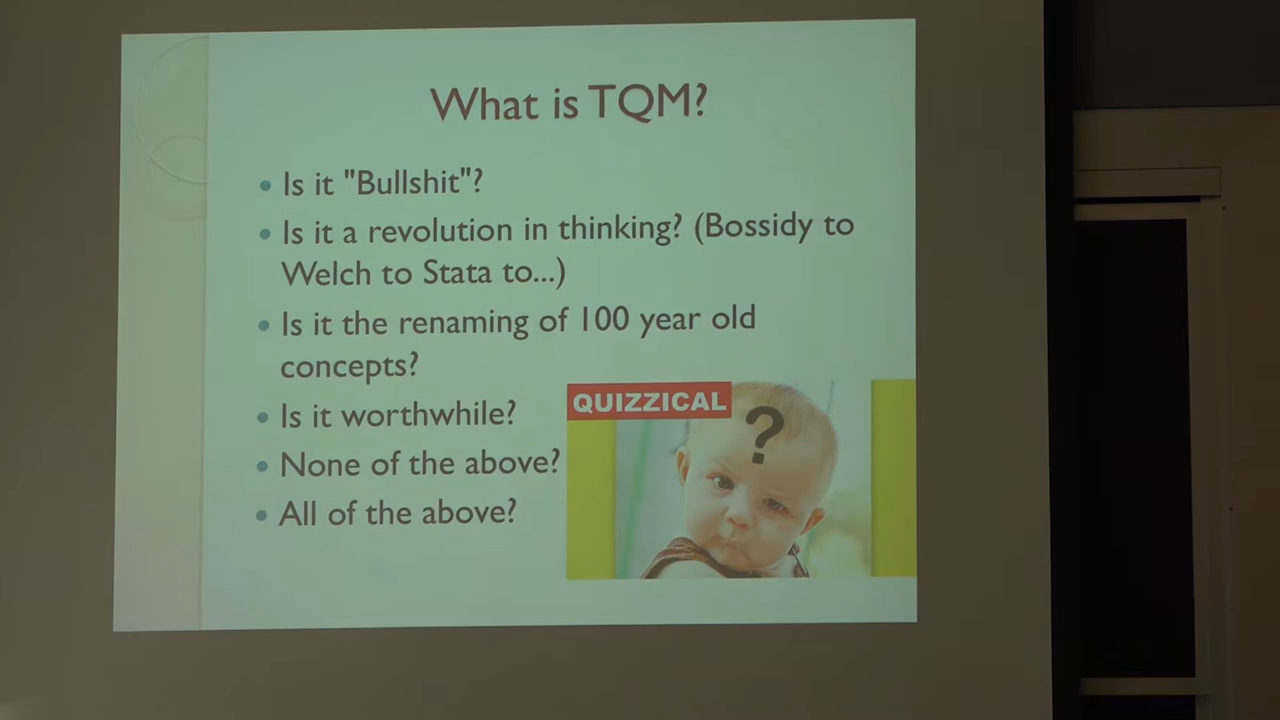 What is TQM?
• Is it "Bullshit"?
• Is it a revolution in thinking? (Bossidy to
Welch to Stata to...)
• Is it the renaming of 100 year old
concepts?
• Is it worthwhile?
• None of the above?
• All of the above?
QUIZZICAL
?